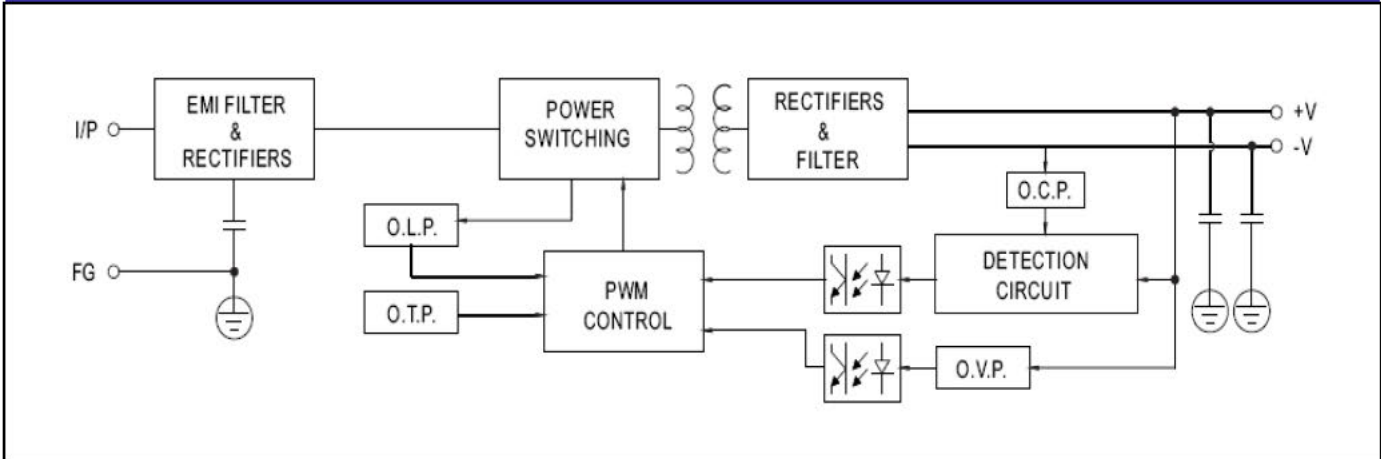 I/P
EMI FILTER
&
RECTIFIERS
POWER
SWITCHING
RECTIFIERS
&
FILTER
+V
-V
O.C.P.
O.L.P.
FG
PWM
CONTROL
DETECTION
CIRCUIT
O.T.P.
O.V.P.